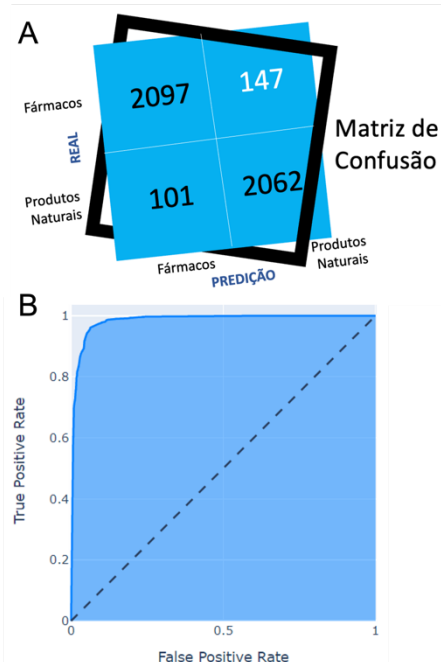 A
Fármacos
2097
147
REAL
Matriz de
Confusão
Produtos
Naturais
101
2062
Fármacos
Produtos
Naturais
PREDIÇÃO
B
1
0.8
0.6
0.4
0.2
0
True Positive Rate
0
0.5
1
False Positive Rate